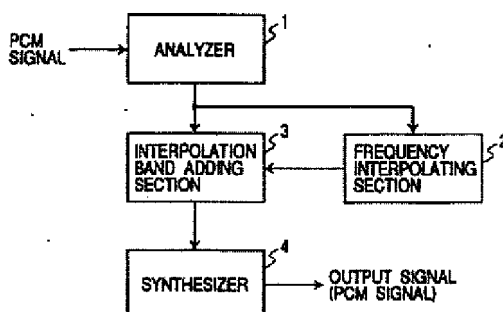 1
PCM
SIGNAL
ANALYZER
3
INTERPOLATION
BAND ADDING
SECTION
2
FREQUENCY
INTERPOLATING
SECTION
4
SYNTHESIZER
OUTPUT SIGNAL
(PCM SIGNAL)